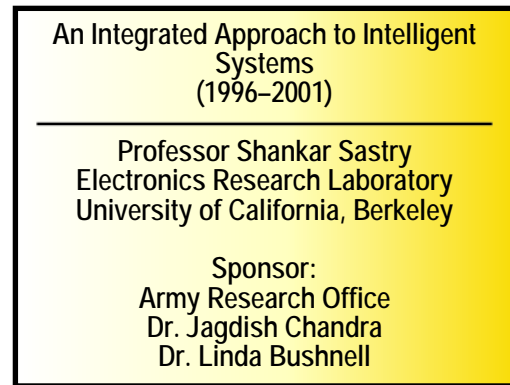 An Integrated Approach to Intelligent
Systems
(1996–2001)
Professor Shankar Sastry
Electronics Research Laboratory
University of California, Berkeley
Sponsor:
Army Research Office
Dr. Jagdish Chandra
Dr. Linda Bushnell